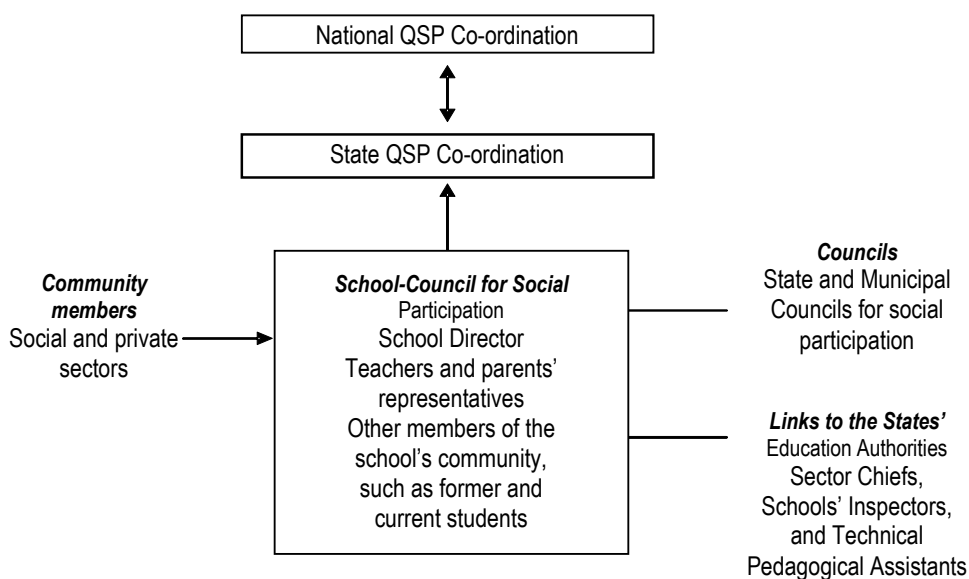 National QSP Co-ordination
State QSP Co-ordination
Community
members
Social and private
sectors
School-Council for Social
Participation
School Director
Teachers and parents’
representatives
Other members of the
school’s community,
such as former and
current students
Councils
State and Municipal
Councils for social
participation
Links to the States’
Education Authorities
Sector Chiefs,
Schools’ Inspectors,
and Technical
Pedagogical Assistants